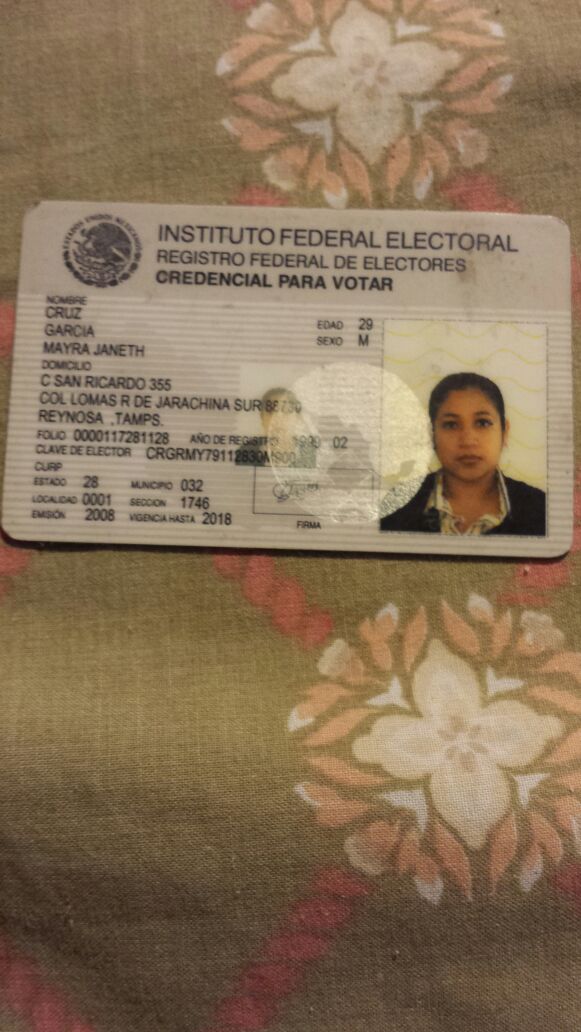 ESTADOS UNIDOS MEXICANOS
INSTITUTO FEDERAL ELECTORAL
REGISTRO FEDERAL DE ELECTORES
CREDENCIAL PARA VOTAR
NOMBRE
CRUZ
GARCIA
MAYRA JANETH
EDAD 29
SEXO M
DOMICILIO
C SAN RICARDO 355
COL LOMAS R DE JARACHINA SUR 88730
REYNOSA ,TAMPS.
FOLIO 0000117281128 AÑO DE REGISTRO 1999 02
CLAVE DE ELECTOR CRGRMY79112830M900
CURP
ESTADO 28 MUNICIPIO 032
LOCALIDAD 0001 SECCION 1746
EMISIÓN 2008 VIGENCIA HASTA 2018
FIRMA